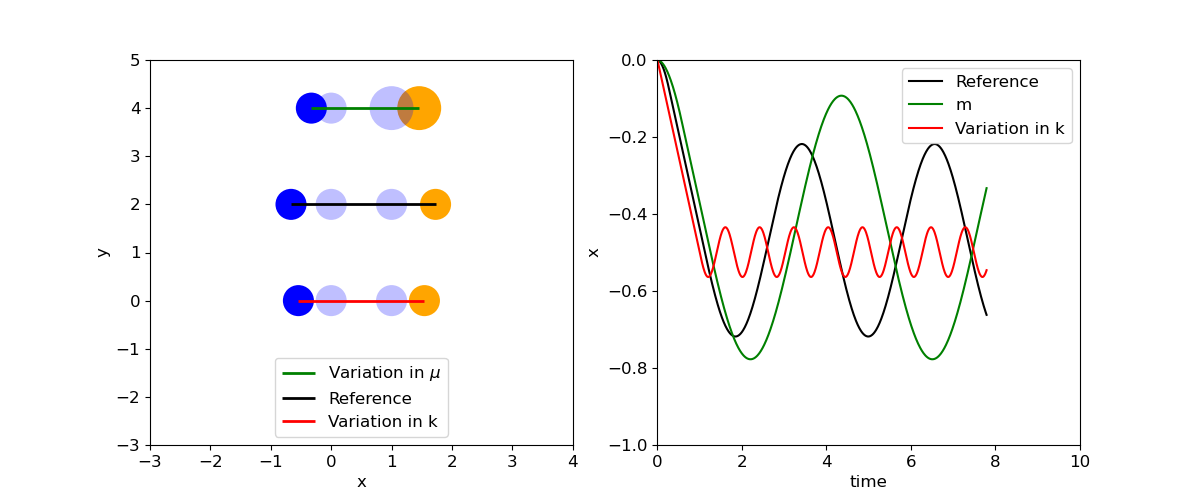 5
4
3
2
1
0
−1
−2
−3
y
Variation in μ
Reference
Variation in k
−3 −2 −1 0 1 2 3 4
x
0.0
−0.2
−0.4
−0.6
−0.8
−1.0
x
Reference
m
Variation in k
0 2 4 6 8 10
time